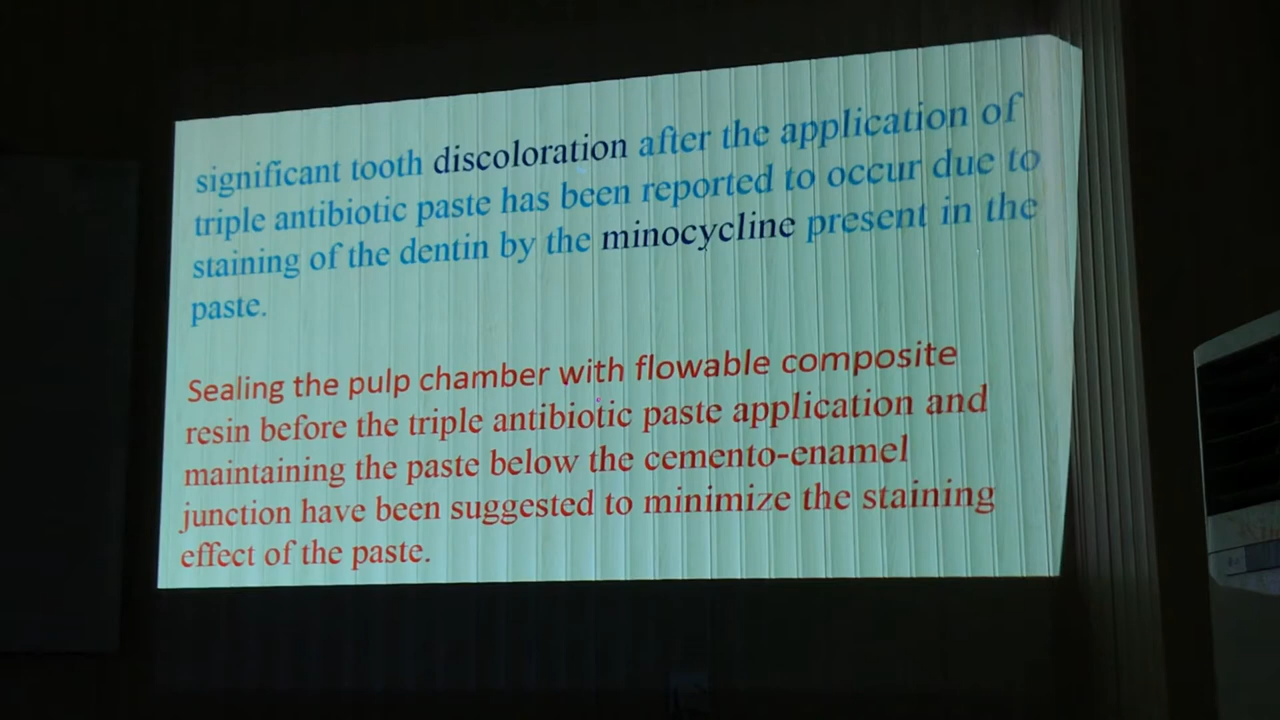 significant tooth discoloration after the application of
triple antibiotic paste has been reported to occur due to
staining of the dentin by the minocycline present in the
paste.
Sealing the pulp chamber with flowable composite
resin before the triple antibiotic paste application and
maintaining the paste below the cemento-enamel
junction have been suggested to minimize the staining
effect of the paste.